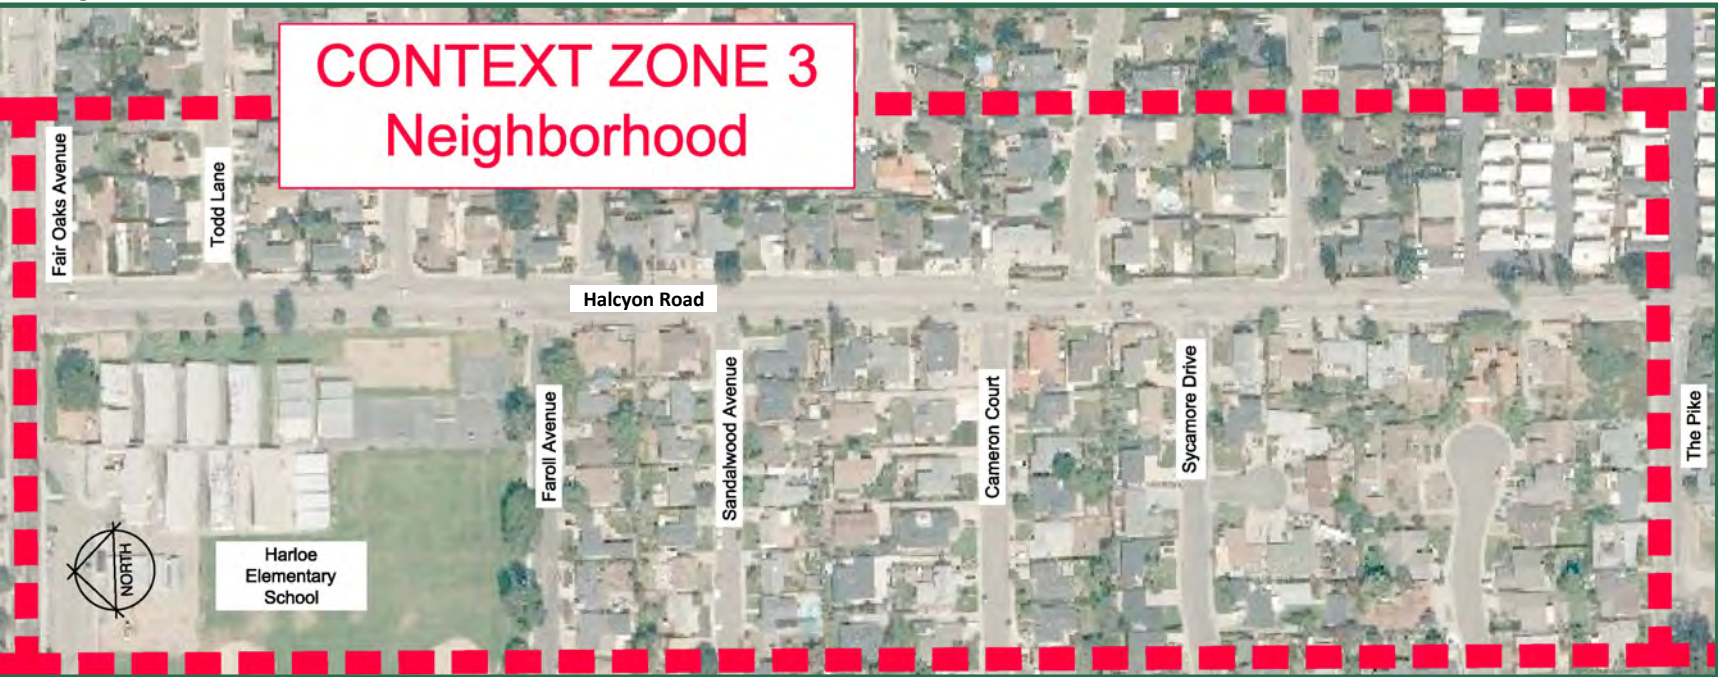 CONTEXT ZONE 3
Neighborhood
Fair Oaks Avenue
Todd Lane
Halcyon Road
Faroll Avenue
Sandalwood Avenue
Cameron Court
Sycamore Drive
The Pike
NORTH
Harloe
Elementary
School